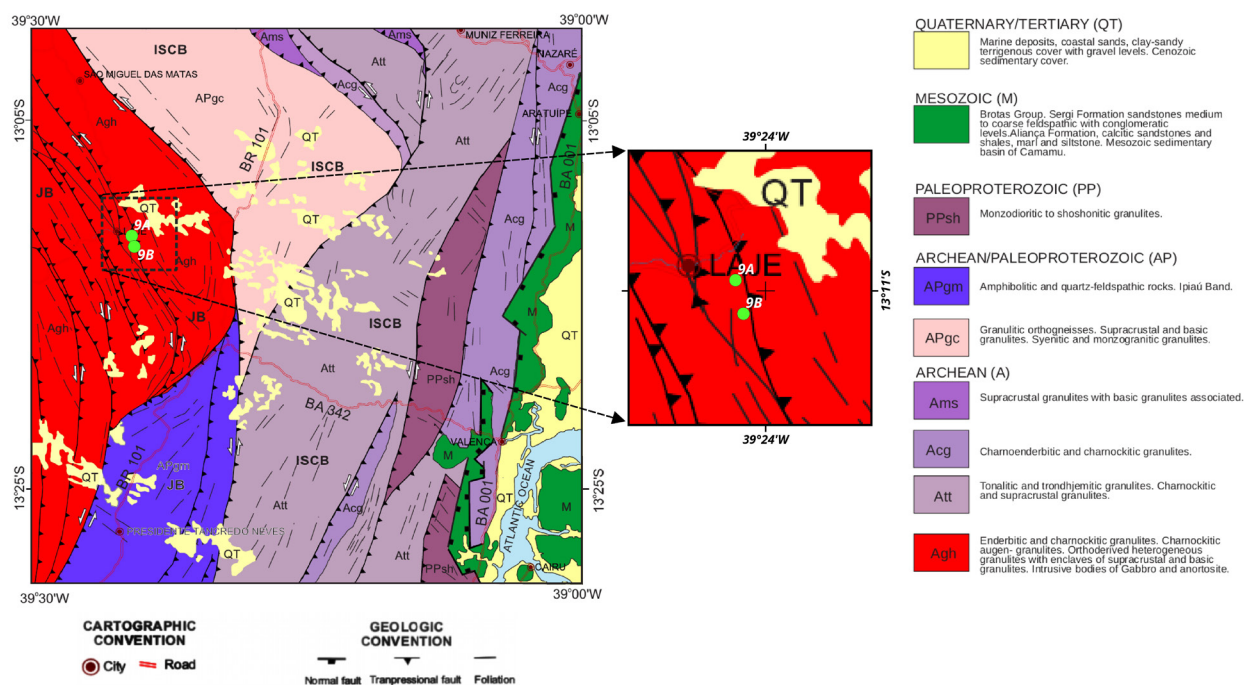 39°30'W
39°00'W
ISCB
Ams
Ams
MUNIZ FERREIRA
Att
NAZARÉ
SÃO MIGUEL DAS MATAS
Acg
Acg
APgc
13°05'S
13°05'S
Agh
ARATUÍPE
QT
BR 101
Att
ISCB
BA 001
JB
QT
9A
9B
QT
Acg
M
Agh
QT
M
ISCB
QT
Agh
JB
Att
PPsh
Acg
BA 342
VALENÇA
M
ISCB
BR 101
APgm
JB
QT
13°25'S
13°25'S
Acg
BA 001
QT
ATLANTIC OCEAN
M
PRESIDENTE TANCREDO NEVES
QT
Att
PPsh
CAIRU
39°30'W
39°00'W
39°24'W
QT
LAJE
9A
9B
13°11'S
39°24'W
CARTOGRAPHIC
CONVENTION
City
Road
GEOLOGIC
CONVENTION
Normal fault
Tranpressional fault
Foliation
QUATERNARY/TERTIARY (QT)
Marine deposits, coastal sands, clay-sandy
terrigenous cover with gravel levels. Cenozoic
sedimentary cover.
MESOZOIC (M)
Brotas Group. Sergi Formation sandstones medium
to coarse feldspathic with conglomeratic
levels.Aliança Formation, calcitic sandstones and
shales, marl and siltstone. Mesozoic sedimentary
basin of Camamu.
PALEOPROTEROZOIC (PP)
PPsh
Monzodioritic to shoshonitic granulites.
ARCHEAN/PALEOPROTEROZOIC (AP)
APgm
Amphibolitic and quartz-feldspathic rocks. Ipiaú Band.
APgc
Granulitic orthogneisses. Supracrustal and basic
granulites. Syenitic and monzogranitic granulites.
ARCHEAN (A)
Ams
Supracrustal granulites with basic granulites associated.
Acg
Charnoenderbitic and charnockitic granulites.
Att
Tonalitic and trondhjemitic granulites. Charnockitic
and supracrustal granulites.
Agh
Enderbitic and charnockitic granulites. Charnockitic
augen- granulites. Orthoderived heterogeneous
granulites with enclaves of supracrustal and basic
granulites. Intrusive bodies of Gabbro and anortosite.